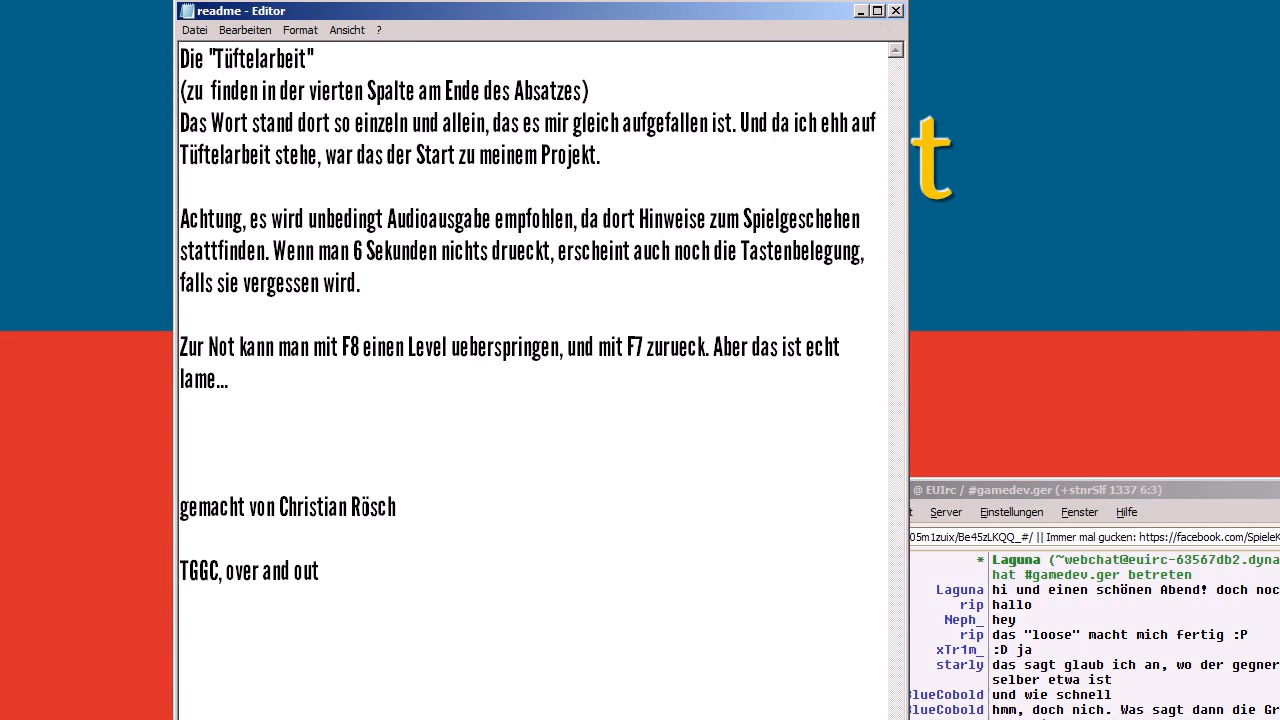 readme - Editor
Datei Bearbeiten Format Ansicht ?
Die "Tüftelarbeit"
(zu finden in der vierten Spalte am Ende des Absatzes)
Das Wort stand dort so einzeln und allein, das es mir gleich aufgefallen ist. Und da ich ehh auf
Tüftelarbeit stehe, war das der Start zu meinem Projekt.
Achtung, es wird unbedingt Audioausgabe empfohlen, da dort Hinweise zum Spielgeschehen
stattfinden. Wenn man 6 Sekunden nichts drueckt, erscheint auch noch die Tastenbelegung,
falls sie vergessen wird.
Zur Not kann man mit F8 einen Level ueberspringen, und mit F7 zurueck. Aber das ist echt
lame...
gemacht von Christian Rösch
TGGC, over and out
t
@ EUIrc / #gamedev.ger (+stnrSlf 1337 6:3)
t Server Einstellungen Fenster Hilfe
05m1zuix/Be45zLKQQ_#/ || Immer mal gucken: https://facebook.com/SpieleK
* Laguna (~webchat@euirc-63567db2.dyna
hat #gamedev.ger betreten
Laguna hi und einen schönen Abend! doch noc
rip hallo
Neph_ hey
rip das "loose" macht mich fertig :P
xTr1m_ :D ja
starly das sagt glaub ich an, wo der gegner
selber etwa ist
BlueCobold und wie schnell
BlueCobold hmm, doch nich. Was sagt dann die Gr